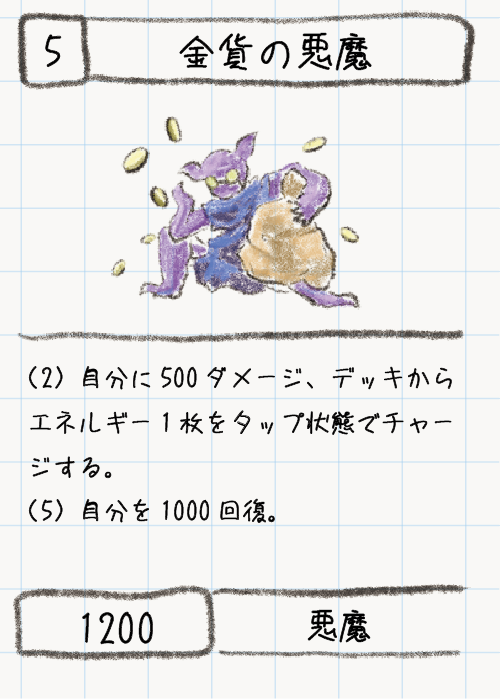 5
金貨の悪魔
(2) 自分に500ダメージ、デッキから
エネルギー1枚をタップ状態でチャー
ジする。
(5) 自分を1000回復。
1200
悪魔